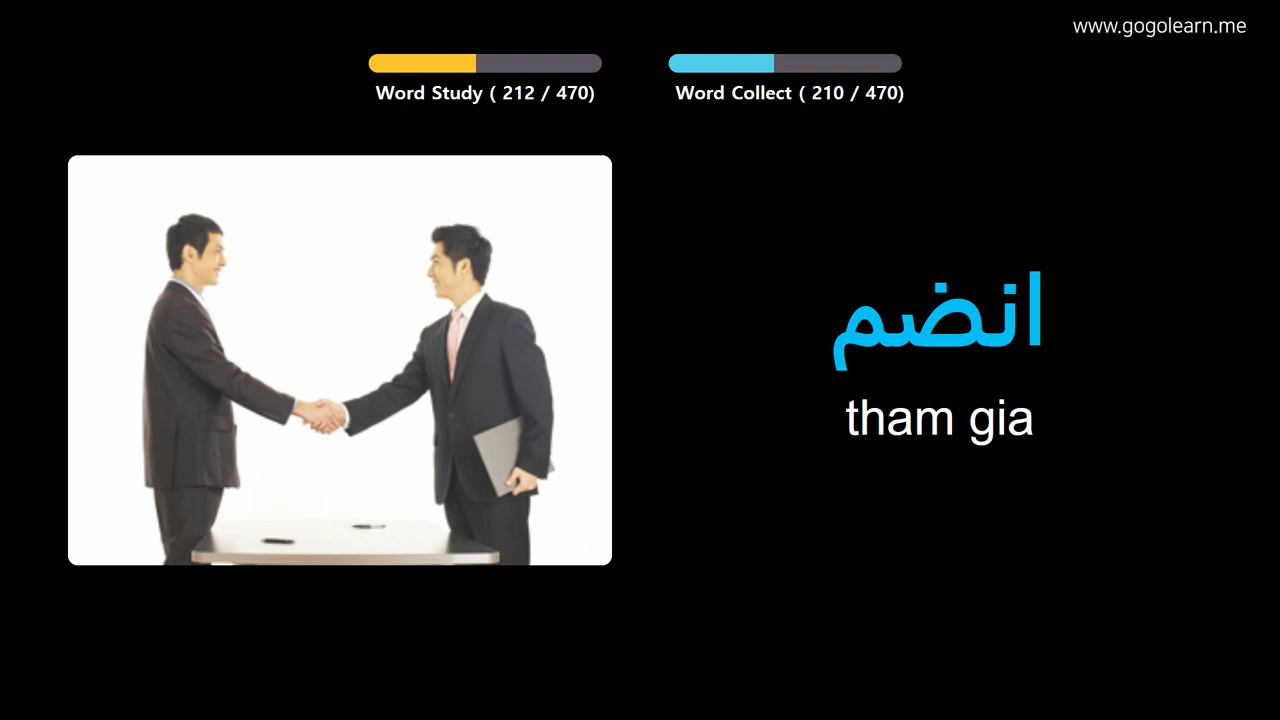 www.gogolearn.me
Word Study ( 212 / 470)
Word Collect ( 210 / 470)
انضم
tham gia